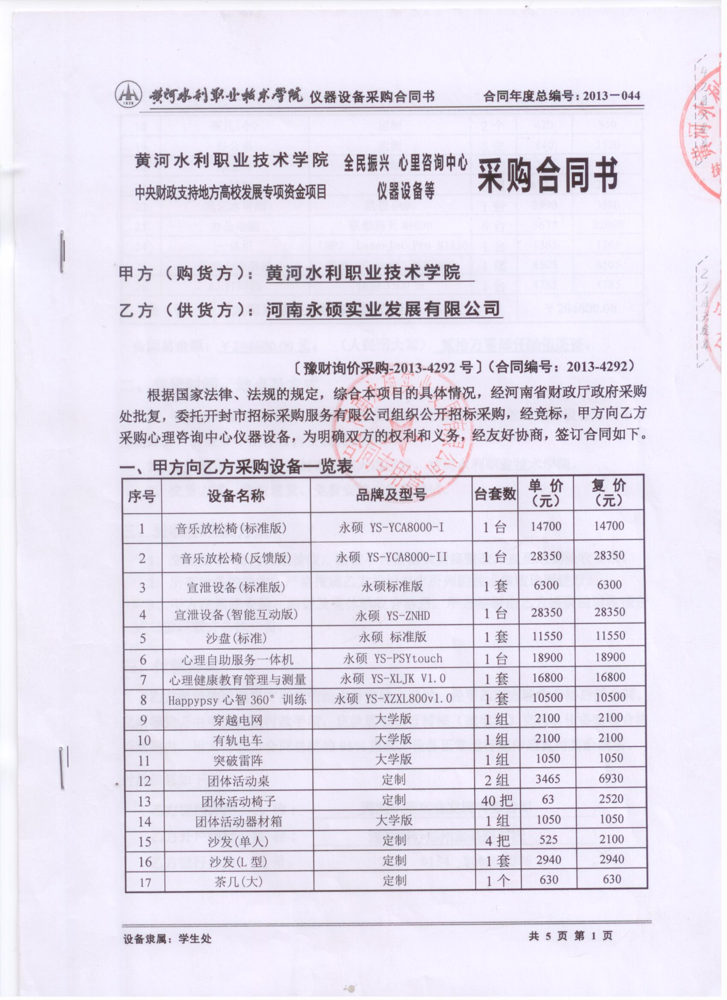 黄河水利职业技术学院 仪器设备采购合同书 合同年度总编号：2013－044
黄河水利职业技术学院 全民振兴 心里咨询中心 采购合同书
中央财政支持地方高校发展专项资金项目 仪器设备等
甲方（购货方）：黄河水利职业技术学院
乙方（供货方）：河南永硕实业发展有限公司
〔豫财询价采购-2013-4292 号〕（合同编号：2013-4292）
根据国家法律、法规的规定，综合本项目的具体情况，经河南省财政厅政府采购
处批复，委托开封市招标采购服务有限公司组织公开招标采购，经竞标，甲方向乙方
采购心理咨询中心仪器设备，为明确双方的权利和义务，经友好协商，签订合同如下。
一、甲方向乙方采购设备一览表
序号 设备名称 品牌及型号 台套数 单价（元） 复价（元）
1 音乐放松椅(标准版) 永硕 YS-YCA8000-I 1 台 14700 14700
2 音乐放松椅(反馈版) 永硕 YS-YCA8000-II 1 台 28350 28350
3 宣泄设备(标准版) 永硕标准版 1 套 6300 6300
4 宣泄设备(智能互动版) 永硕 YS-ZNHD 1 台 28350 28350
5 沙盘(标准) 永硕 标准版 1 套 11550 11550
6 心理自助服务一体机 永硕 YS-PSYtouch 1 台 18900 18900
7 心理健康教育管理与测量 永硕 YS-XLJK V1.0 1 套 16800 16800
8 Happypsy 心智 360° 训练 永硕 YS-XZXL800v1.0 1 套 10500 10500
9 穿越电网 大学版 1 组 2100 2100
10 有轨电车 大学版 1 组 2100 2100
11 突破雷阵 大学版 1 组 1050 1050
12 团体活动桌 定制 2 组 3465 6930
13 团体活动椅子 定制 40 把 63 2520
14 团体活动器材箱 大学版 1 组 1050 1050
15 沙发(单人) 定制 4 把 525 2100
16 沙发(L 型) 定制 1 套 2940 2940
17 茶几(大) 定制 1 个 630 630
设备隶属：学生处 共 5 页 第 1 页